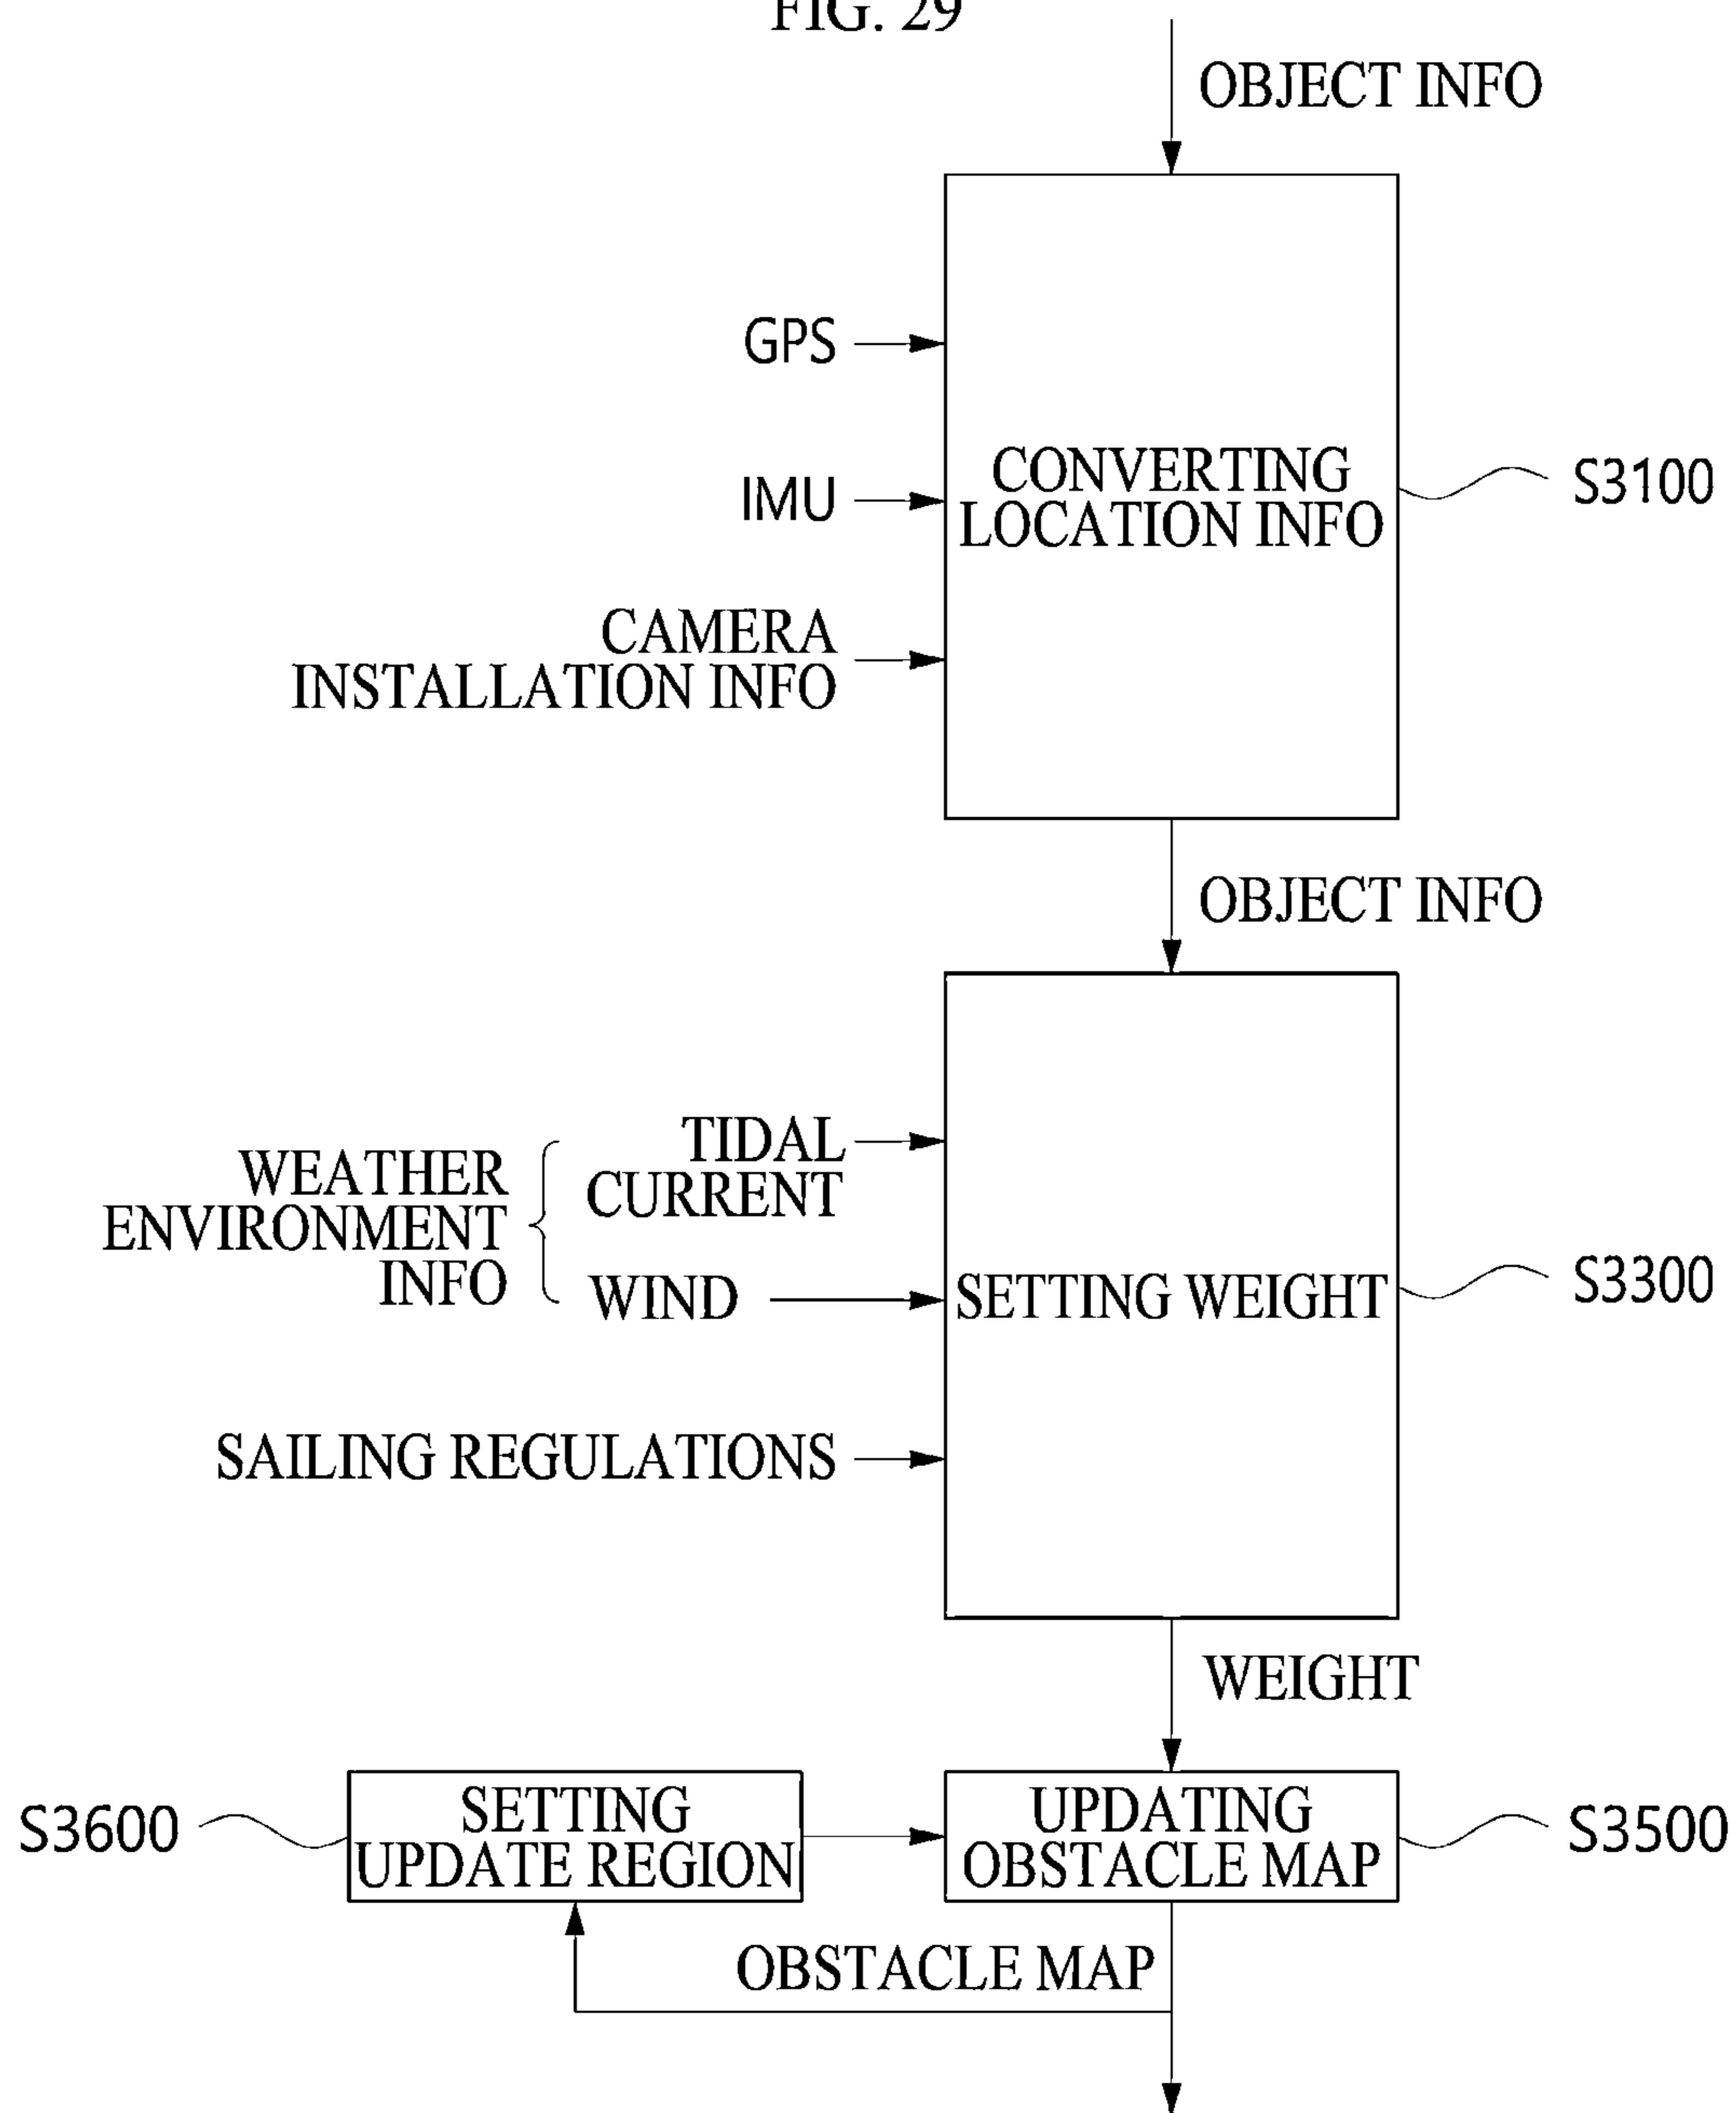 FIG. 29
OBJECT INFO
GPS
IMU
CAMERA
INSTALLATION INFO
CONVERTING
LOCATION INFO
S3100
OBJECT INFO
WEATHER
ENVIRONMENT
INFO
TIDAL
CURRENT
WIND
SAILING REGULATIONS
SETTING WEIGHT
S3300
WEIGHT
S3600
SETTING
UPDATE REGION
UPDATING
OBSTACLE MAP
S3500
OBSTACLE MAP